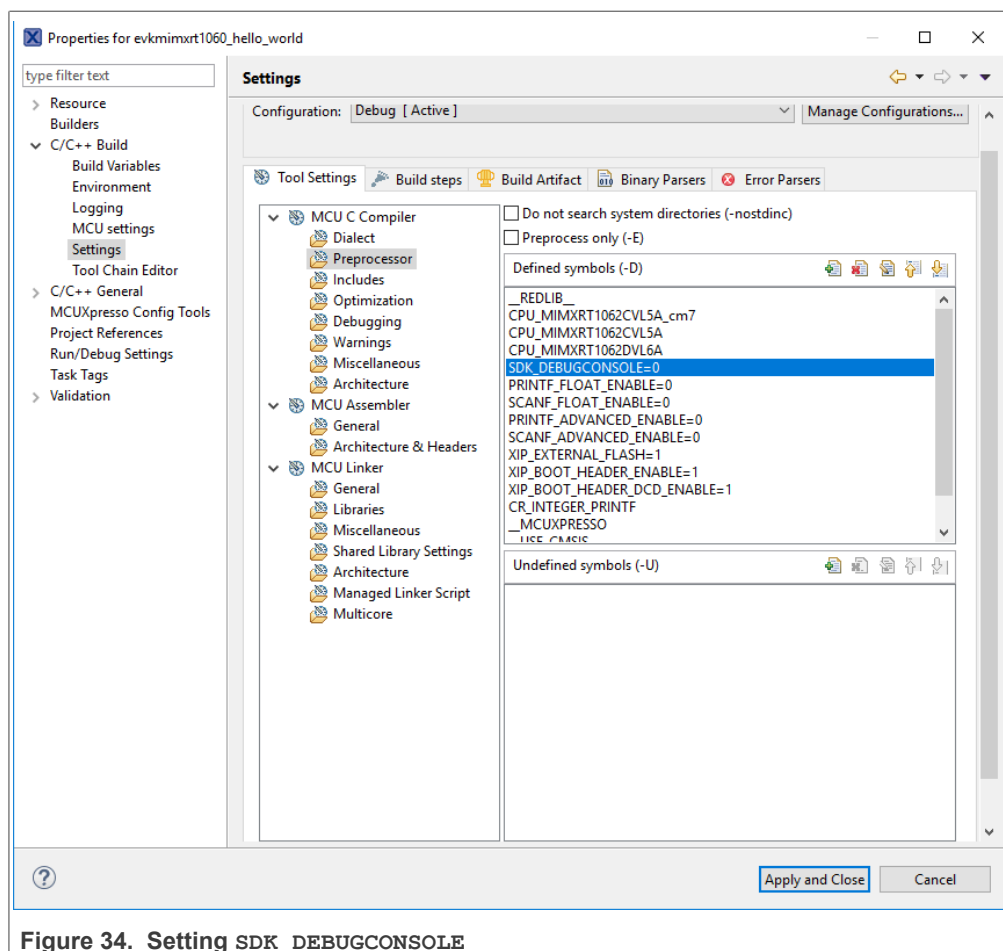 Properties for evkmimxrt1060_hello_world
type filter text
Resource
Builders
C/C++ Build
Build Variables
Environment
Logging
MCU settings
Settings
Tool Chain Editor
C/C++ General
MCUXpresso Config Tools
Project References
Run/Debug Settings
Task Tags
Validation
Settings
Configuration: Debug [ Active ]
Manage Configurations...
Tool Settings
Build steps
Build Artifact
Binary Parsers
Error Parsers
MCU C Compiler
Dialect
Preprocessor
Includes
Optimization
Debugging
Warnings
Miscellaneous
Architecture
MCU Assembler
General
Architecture & Headers
MCU Linker
General
Libraries
Miscellaneous
Shared Library Settings
Architecture
Managed Linker Script
Multicore
Do not search system directories (-nostdinc)
Preprocess only (-E)
Defined symbols (-D)
__REDLIB__
CPU_MIMXRT1062CVL5A_cm7
CPU_MIMXRT1062CVL5A
CPU_MIMXRT1062DVL6A
SDK_DEBUGCONSOLE=0
PRINTF_FLOAT_ENABLE=0
SCANF_FLOAT_ENABLE=0
PRINTF_ADVANCED_ENABLE=0
SCANF_ADVANCED_ENABLE=0
XIP_EXTERNAL_FLASH=1
XIP_BOOT_HEADER_ENABLE=1
XIP_BOOT_HEADER_DCD_ENABLE=1
CR_INTEGER_PRINTF
__MCUXPRESSO
__USE_CMSIS
Undefined symbols (-U)
Apply and Close
Cancel
Figure 34. Setting SDK_DEBUGCONSOLE